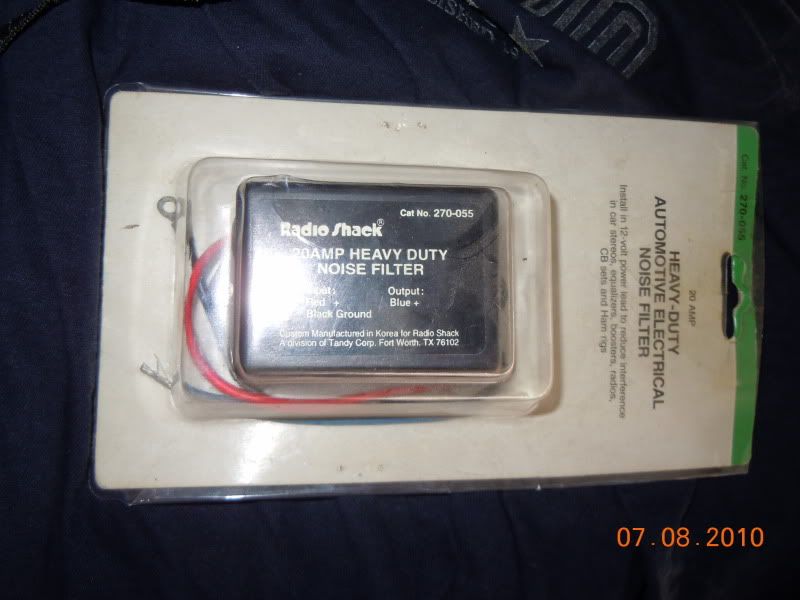 Radio Shack®
Cat No. 270-055
20AMP HEAVY DUTY
NOISE FILTER
Input: Output:
Red + Blue +
Black Ground
Custom Manufactured in Korea for Radio Shack
A division of Tandy Corp. Fort Worth, TX 76102
Cat. No. 270-055
20 AMP
HEAVY-DUTY
AUTOMOTIVE ELECTRICAL
NOISE FILTER
Install in 12-volt power lead to reduce interference
in car stereos, equalizers, boosters, radios,
CB sets and Ham rigs
07.08.2010